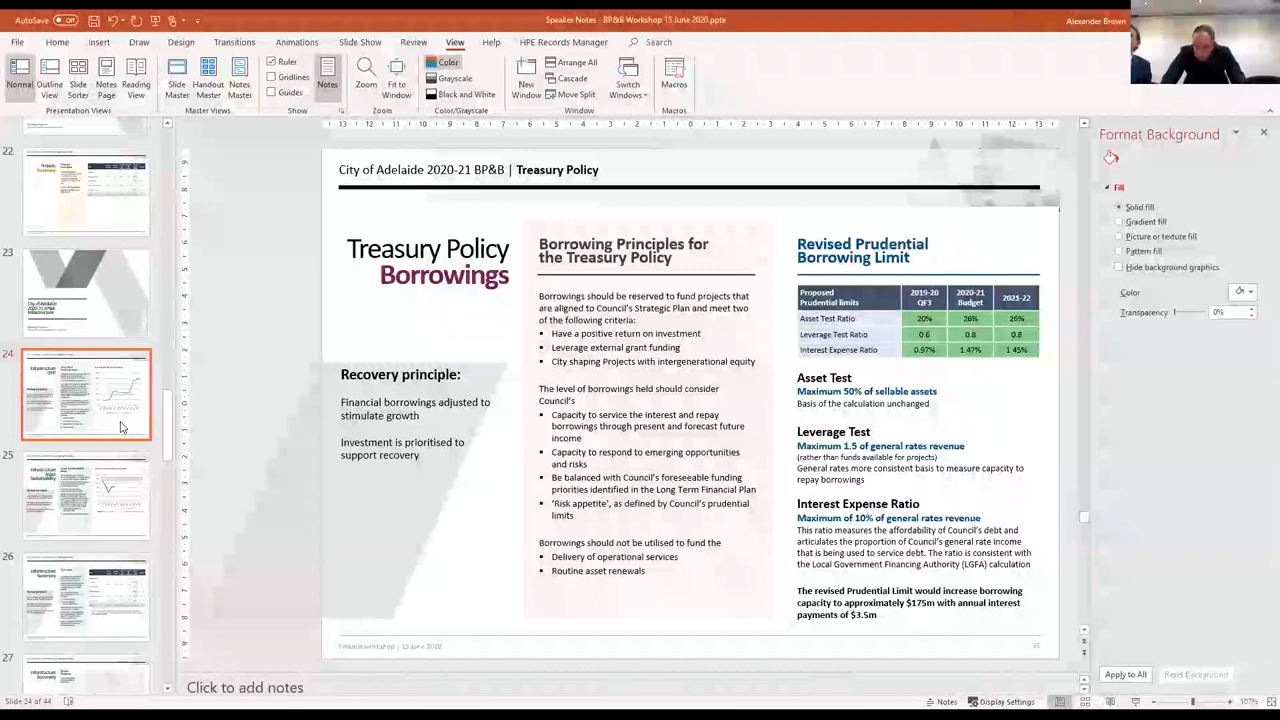 AutoSave Off
Speaker Notes - BP&B Workshop 15 June 2020.pptx
Alexander Brown
File Home Insert Draw Design Transitions Animations Slide Show Review View Help HPE Records Manager Search
Normal Outline View Slide Sorter Notes Page Reading View
Presentation Views
Slide Master Handout Master Notes Master
Master Views
Ruler
Gridlines
Guides
Show
Notes
Zoom Fit to Window
Zoom
Color
Grayscale
Black and White
Color/Grayscale
New Window
Arrange All
Cascade
Move Split
Switch Windows
Window
Macros
Macros
22
23
24
25
26
27
City of Adelaide 2020-21 BP&B | Treasury Policy
Treasury Policy
Borrowings
Recovery principle:
Financial borrowings adjusted to
stimulate growth
Investment is prioritised to
support recovery
Borrowing Principles for
the Treasury Policy
Borrowings should be reserved to fund projects that
are aligned to Council's Strategic Plan and meet two
of the following criteria:
▪ Have a positive return on investment
▪ Leverage external grant funding
▪ City shaping Projects with intergenerational equity
The level of borrowings held should consider
Council's
▪ Capacity to service the interest and repay
borrowings through present and forecast future
income
▪ Capacity to respond to emerging opportunities
and risks
▪ Be balanced with Council's foreseeable funding
priorities identified in the Long Term Financial Plan
▪ 'Risk appetite', as defined by Council's prudential
limits
Borrowings should not be utilised to fund the
▪ Delivery of operational services
▪ Routine asset renewals
Revised Prudential
Borrowing Limit
Proposed Prudential limits 2019-20 QF3 2020-21 Budget 2021-22
Asset Test Ratio 20% 26% 26%
Leverage Test Ratio 0.6 0.8 0.8
Interest Expense Ratio 0.97% 1.47% 1.45%
Asset Test
Maximum 50% of sellable assets
Basis of the calculation unchanged
Leverage Test
Maximum 1.5 of general rates revenue
(rather than funds available for projects)
General rates more consistent basis to measure capacity to
repay borrowings
Interest Expense Ratio
Maximum of 10% of general rates revenue
This ratio measures the affordability of Council's debt and
articulates the proportion of Council's general rate income
that is being used to service debt. The ratio is consistent with
the Local Government Financing Authority (LGFA) calculation
The revised Prudential Limit would increase borrowing
capacity to approximately $175m with annual interest
payments of $3.5m
Finance workshop | 15 June 2020
Click to add notes
Format Background
Fill
Solid fill
Gradient fill
Picture or texture fill
Pattern fill
Hide background graphics
Color
Transparency 0%
Apply to All Reset Background
Slide 24 of 44
Notes Display Settings 107%